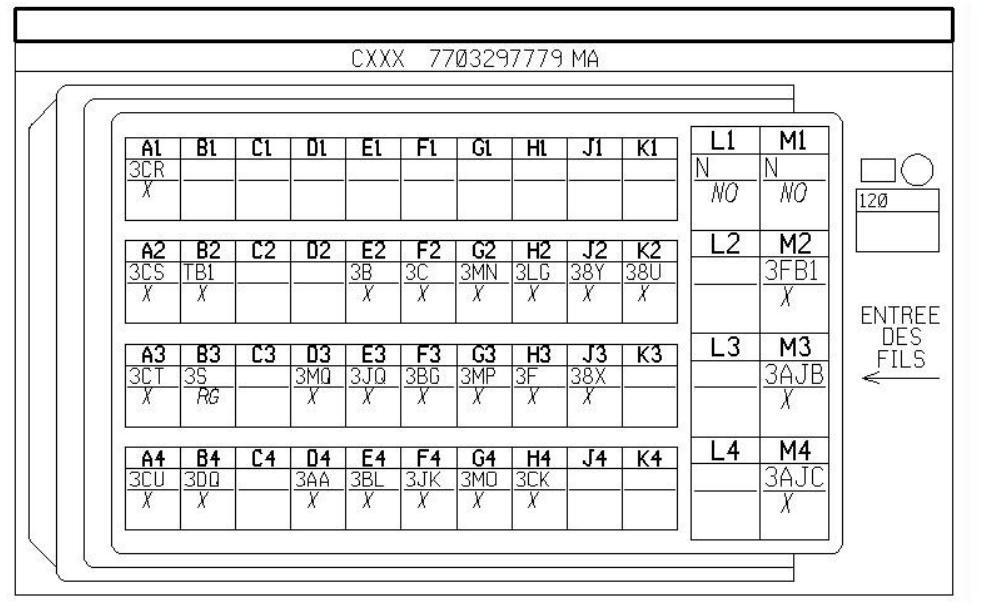 CXXX 7703297779 MA
A1 B1 C1 D1 E1 F1 G1 H1 J1 K1 L1 M1
3CR N N
X NO NO
120
A2 B2 C2 D2 E2 F2 G2 H2 J2 K2 L2 M2
3CS TB1 3B 3C 3MN 3LG 38Y 38U 3FB1
X X X X X X X X X
ENTREE
DES
FILS
A3 B3 C3 D3 E3 F3 G3 H3 J3 K3 L3 M3
3CT 3S 3MQ 3JQ 3BG 3MP 3F 38X 3AJB
X RG X X X X X X X
A4 B4 C4 D4 E4 F4 G4 H4 J4 K4 L4 M4
3CU 3DQ 3AA 3BL 3JK 3MO 3CK 3AJC
X X X X X X X X